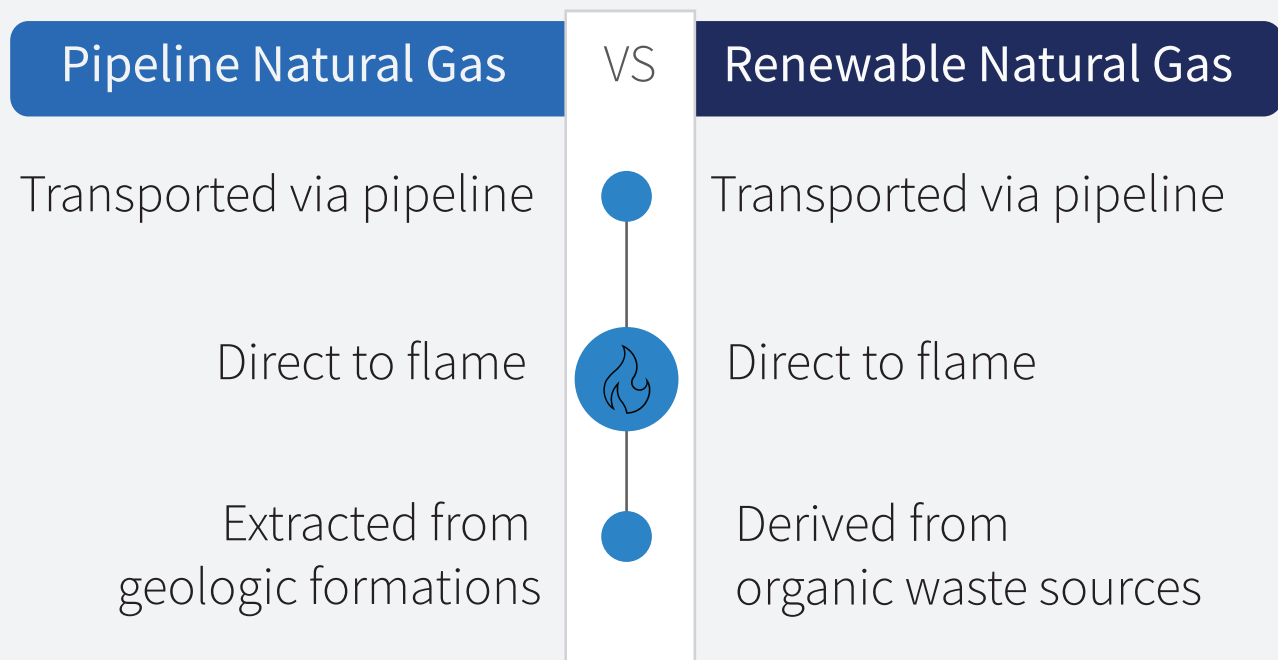 Pipeline Natural Gas
VS
Renewable Natural Gas
Transported via pipeline
Transported via pipeline
Direct to flame
Direct to flame
Extracted from
geologic formations
Derived from
organic waste sources